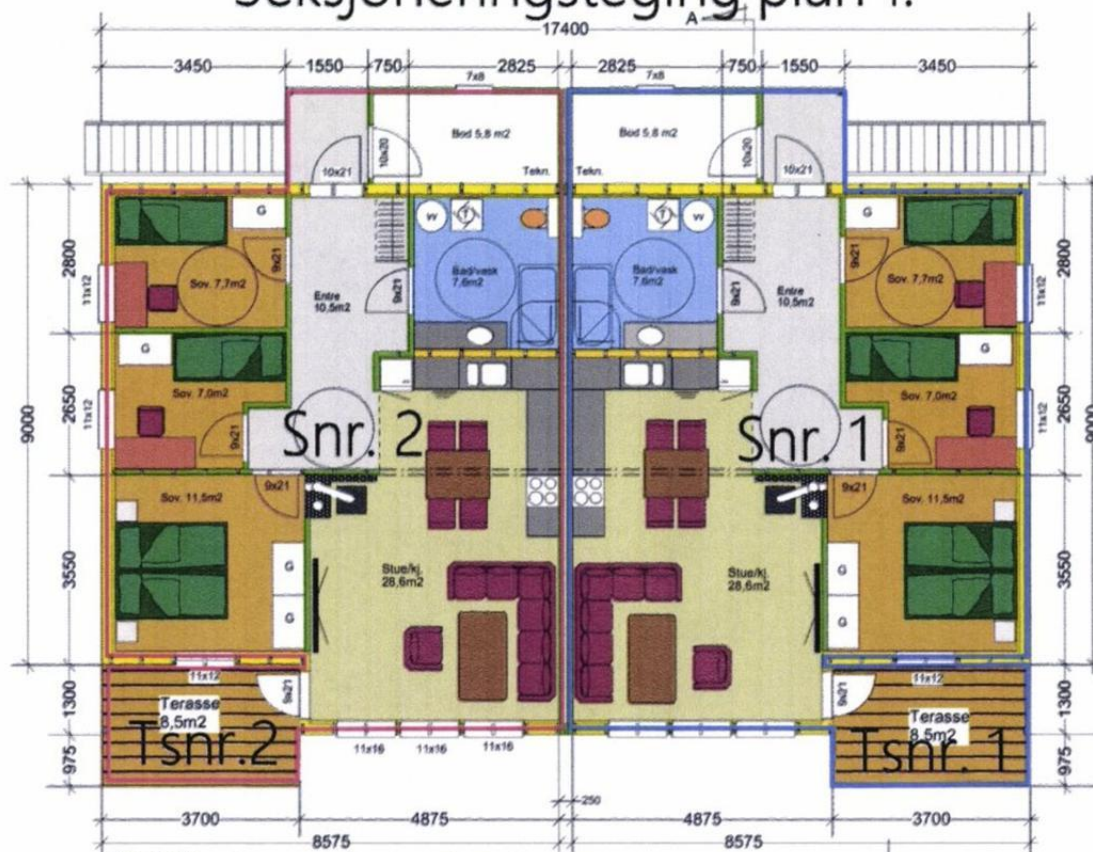 Seksjoneringsteging plan 1.
A
17400
3450 1550 750 2825 2825 750 1550 3450
7x8 7x8
Bod 5,8 m2 Bod 5,8 m2
10x20 10x20
10x21 Tekn. Tekn. 10x21
G VV T T VV G
9x21 9x21
Sov. 7,7m2 Bad/vask 7,6m2 Bad/vask 7,6m2 Sov. 7,7m2
2800 2800
11x12 11x12
Entre 10,5m2 Entre 10,5m2
9x21 9x21
G G
Sov. 7,0m2 Sov. 7,0m2
9000 2650 2650 9000
11x12 11x12
Snr. 2 Snr. 1
9x21 9x21
9x21 9x21
Sov. 11,5m2 Sov. 11,5m2
3550 3550
G G
Stue/kj. 28,6m2 Stue/kj. 28,6m2
G G
11x12 11x12
9x21 9x21
1300 1300
Terasse 8,5m2 Terasse 8,5m2
Tsnr.2 Tsnr. 1
11x16 11x16 11x16
975 975
250
3700 4875 4875 3700
8575 8575